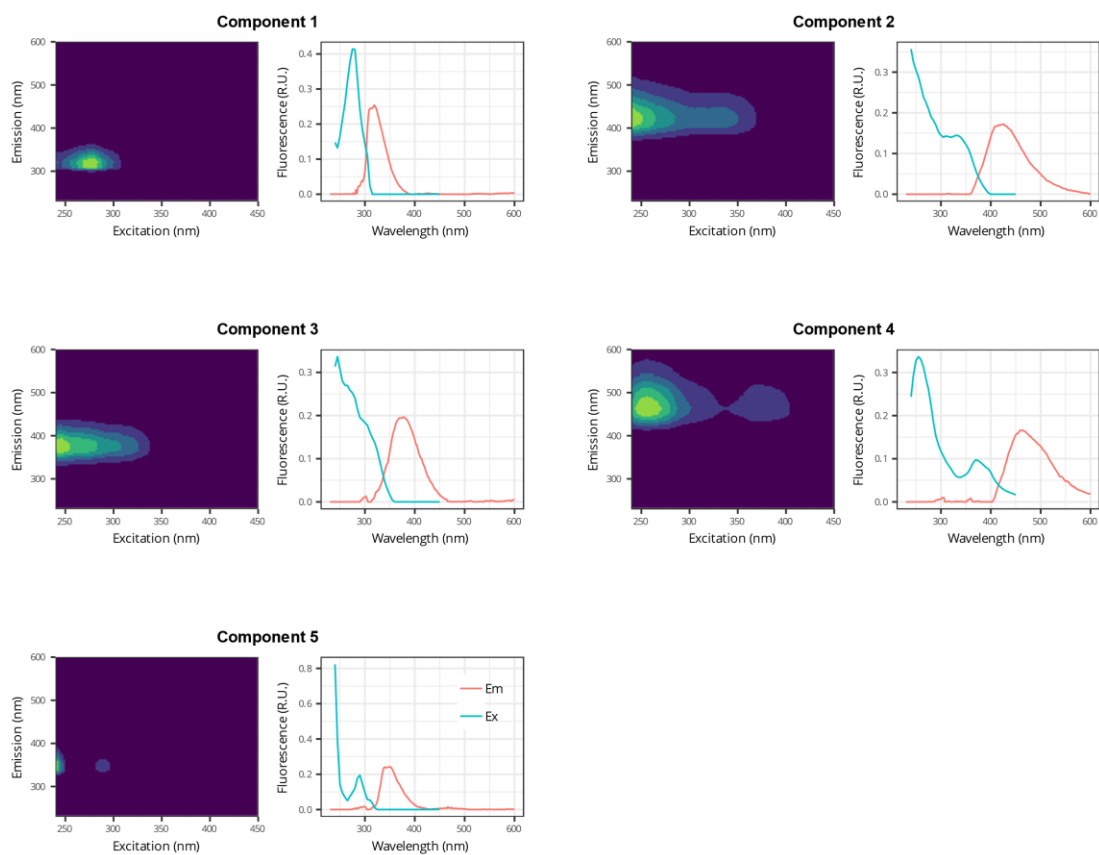 Component 1
600
500
400
300
250 300 350 400 450
Emission (nm)
Excitation (nm)
0.4
0.3
0.2
0.1
0.0
300 400 500 600
Fluorescence (R.U.)
Wavelength (nm)
Component 2
600
500
400
300
250 300 350 400 450
Emission (nm)
Excitation (nm)
0.3
0.2
0.1
0.0
300 400 500 600
Fluorescence (R.U.)
Wavelength (nm)
Component 3
600
500
400
300
250 300 350 400 450
Emission (nm)
Excitation (nm)
0.3
0.2
0.1
0.0
300 400 500 600
Fluorescence (R.U.)
Wavelength (nm)
Component 4
600
500
400
300
250 300 350 400 450
Emission (nm)
Excitation (nm)
0.3
0.2
0.1
0.0
300 400 500 600
Fluorescence (R.U.)
Wavelength (nm)
Component 5
600
500
400
300
250 300 350 400 450
Emission (nm)
Excitation (nm)
0.8
0.6
0.4
0.2
0.0
300 400 500 600
Fluorescence (R.U.)
Wavelength (nm)
Em
Ex